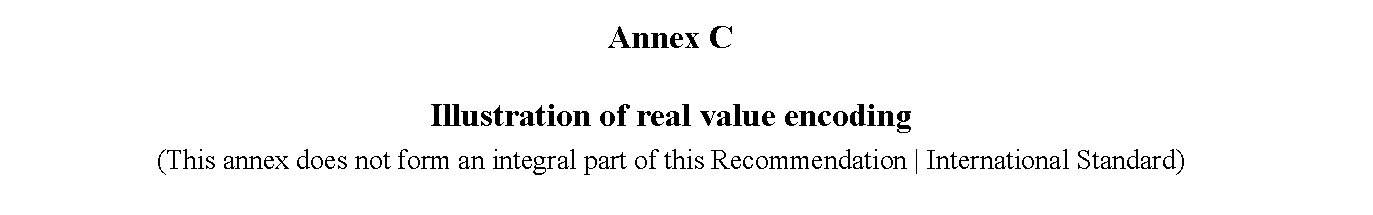 Annex C
Illustration of real value encoding
(This annex does not form an integral part of this Recommendation | International Standard)